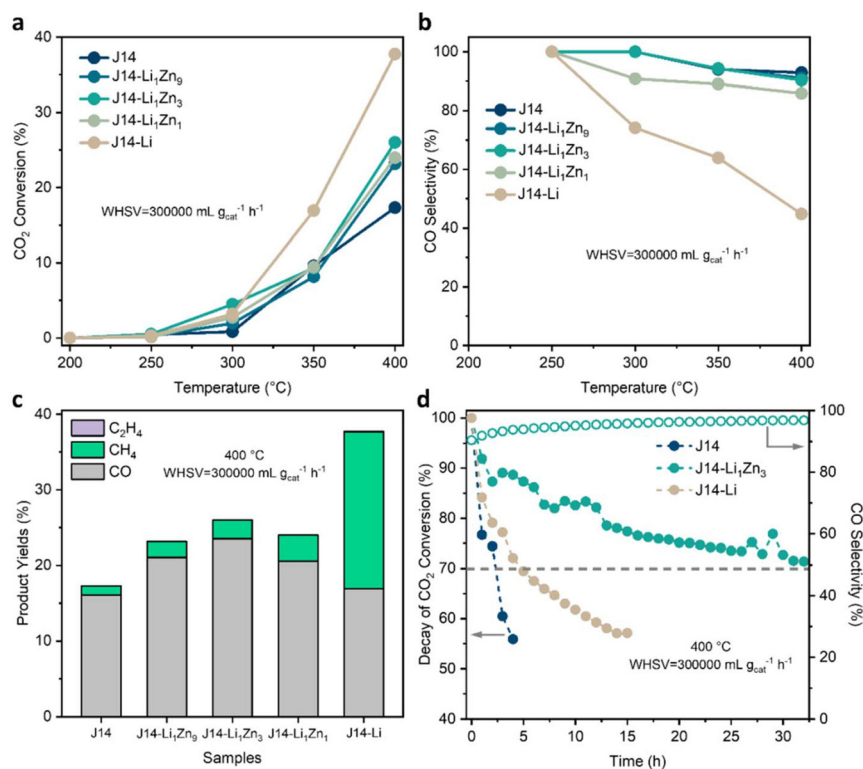 a
40
30
20
10
0
CO₂ Conversion (%)
J14
J14-Li₁Zn₉
J14-Li₁Zn₃
J14-Li₁Zn₁
J14-Li
WHSV=300000 mL gcat⁻¹ h⁻¹
200 250 300 350 400
Temperature (°C)
b
100
80
60
40
20
0
CO Selectivity (%)
J14
J14-Li₁Zn₉
J14-Li₁Zn₃
J14-Li₁Zn₁
J14-Li
WHSV=300000 mL gcat⁻¹ h⁻¹
200 250 300 350 400
Temperature (°C)
c
40
30
20
10
0
Product Yields (%)
C₂H₄
CH₄
CO
400 °C
WHSV=300000 mL gcat⁻¹ h⁻¹
J14 J14-Li₁Zn₉ J14-Li₁Zn₃ J14-Li₁Zn₁ J14-Li
Samples
d
100
95
90
85
80
75
70
65
60
55
50
45
40
Decay of CO₂ Conversion (%)
J14
J14-Li₁Zn₃
J14-Li
400 °C
WHSV=300000 mL gcat⁻¹ h⁻¹
100
80
60
40
20
0
CO Selectivity (%)
0 5 10 15 20 25 30
Time (h)